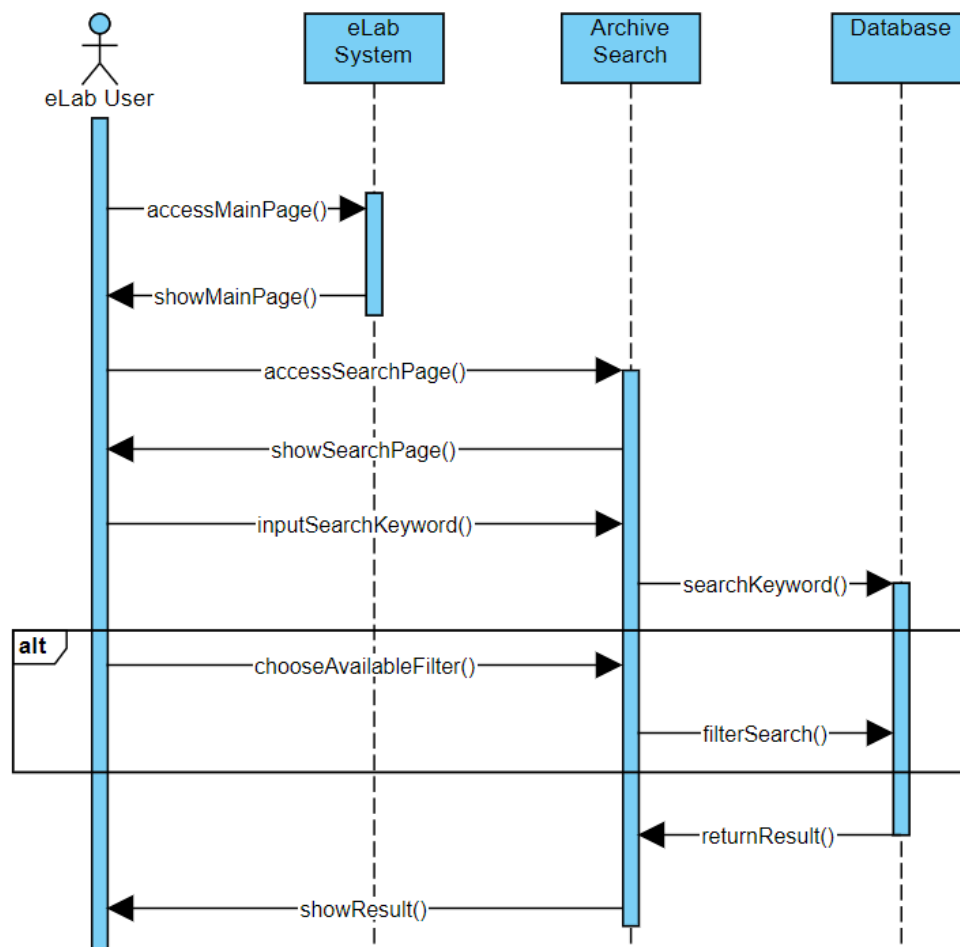 eLab
System
Archive
Search
Database
eLab User
accessMainPage()
showMainPage()
accessSearchPage()
showSearchPage()
inputSearchKeyword()
searchKeyword()
alt
chooseAvailableFilter()
filterSearch()
returnResult()
showResult()